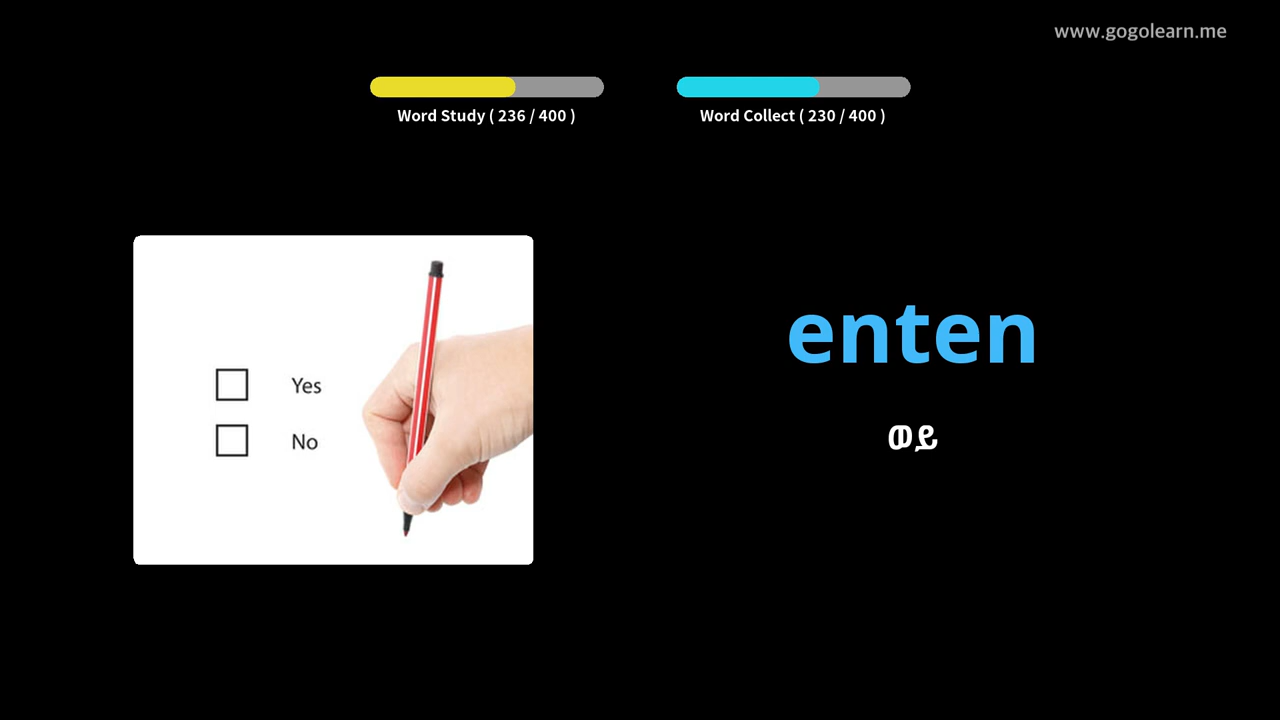 www.gogolearn.me
Word Study ( 236 / 400 )
Word Collect ( 230 / 400 )
Yes
No
enten
ወይ